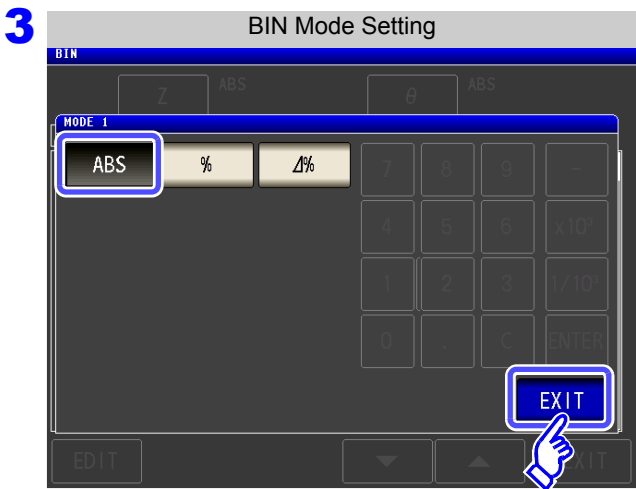 3
BIN Mode Setting
BIN
Z ABS θ ABS
MODE 1
ABS % Δ% 7 8 9 -
4 5 6 x10³
1 2 3 1/10³
0 . C ENTER
EXIT
EDIT ▼ ▲ EXIT